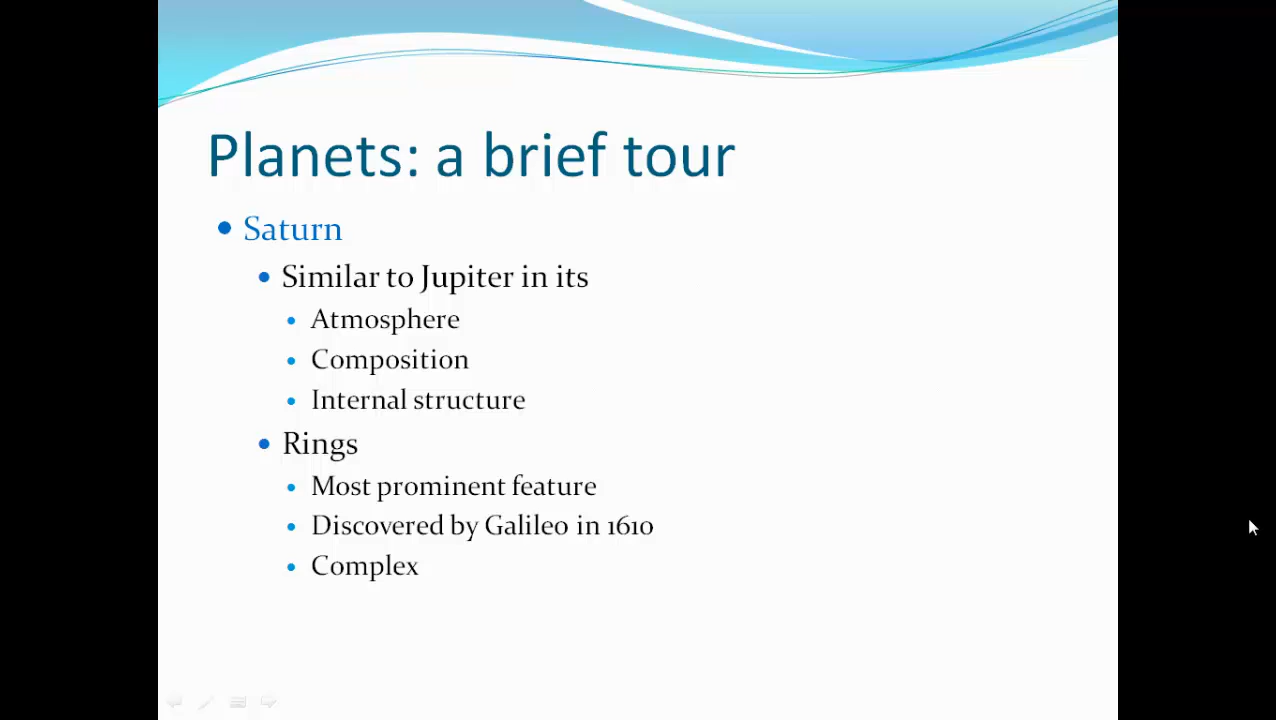 Planets: a brief tour
• Saturn
• Similar to Jupiter in its
• Atmosphere
• Composition
• Internal structure
• Rings
• Most prominent feature
• Discovered by Galileo in 1610
• Complex